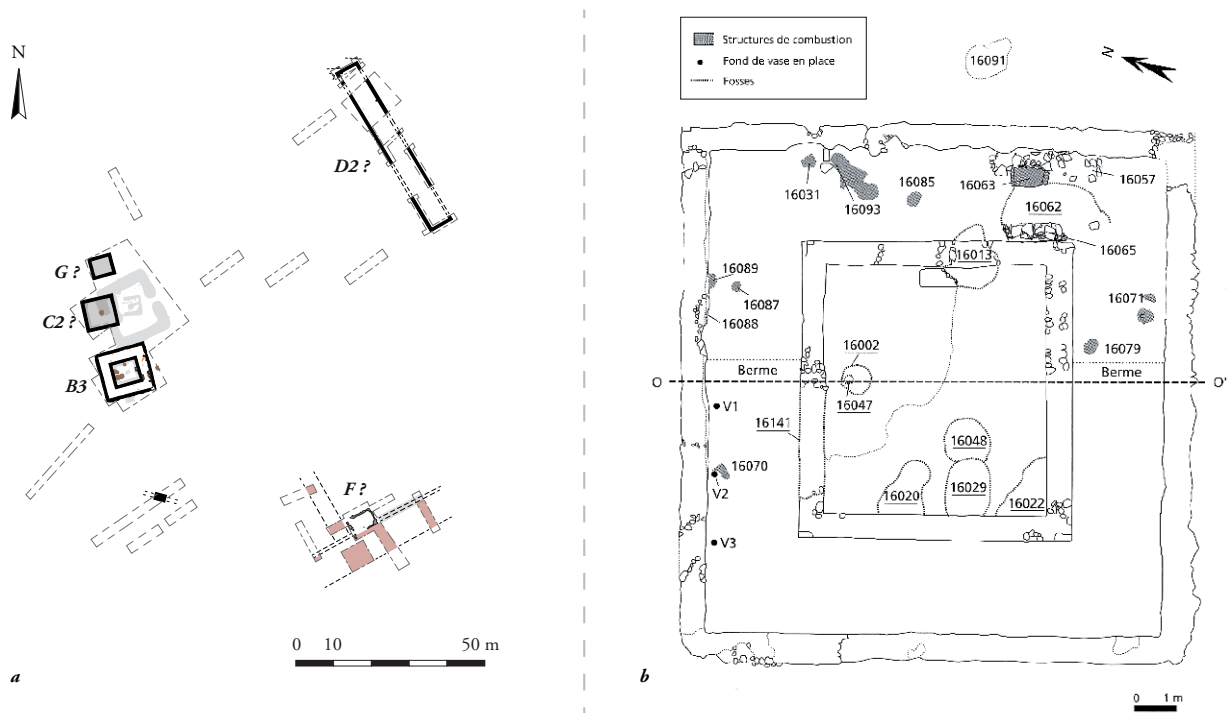 N
D2 ?
G ?
C2 ?
B3
F ?
0 10 50 m
a
Structures de combustion
Fond de vase en place
Fosses
N
16091
16031
16093
16085
16063
16057
16062
16065
16013
16089
16087
16088
16071
16079
16002
Berme
Berme
O
O'
16047
V1
16141
16048
16070
V2
16020
16029
16022
V3
b
0 1 m